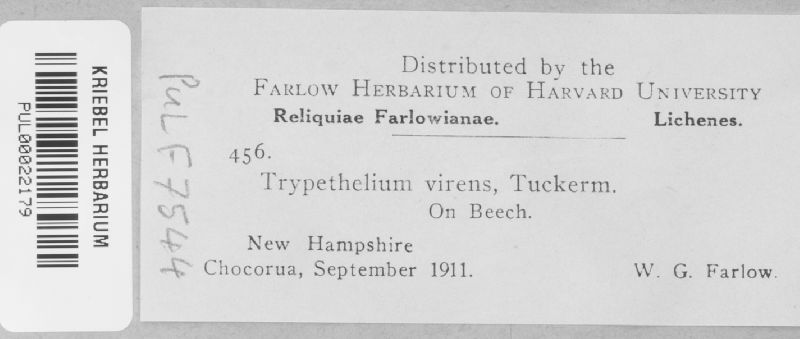 KRIEBEL HERBARIUM
PUL00022179
PUL F7544
Distributed by the
FARLOW HERBARIUM OF HARVARD UNIVERSITY
Reliquiae Farlowianae. Lichenes.
456.
Trypethelium virens, Tuckerm.
On Beech.
New Hampshire
Chocorua, September 1911. W. G. Farlow.